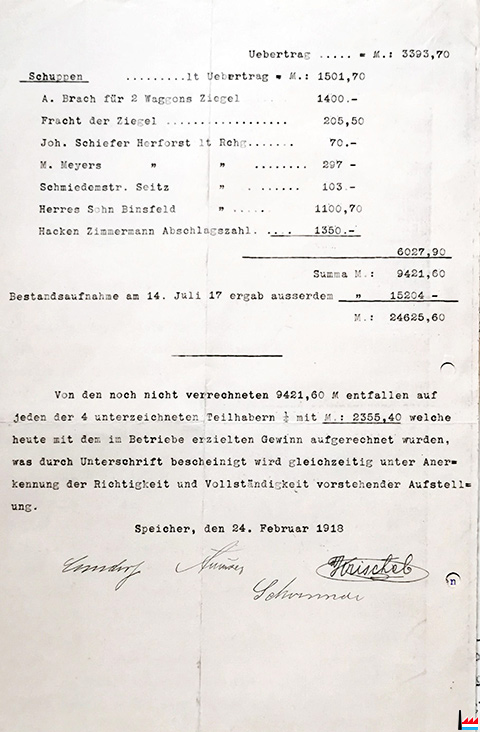 Uebertrag ..... = M.: 3393,70
Schuppen .........lt Uebertrag = M.: 1501,70
A. Brach für 2 Waggons Ziegel 1400.-
Fracht der Ziegel ................. 205,50
Joh. Schiefer Herforst lt Rchg....... 70.-
M. Meyers " " ........ 297 -
Schmiedemstr. Seitz " ........ 103.-
Herres Sohn Binsfeld " ..... 1100,70
Hacken Zimmermann Abschlagszahl. .... 1350.-
6027,90
Summa M.: 9421,60
Bestandsaufnahme am 14. Juli 17 ergab ausserdem " 15204 -
M.: 24625,60
Von den noch nicht verrechneten 9421,60 M entfallen auf
jeden der 4 unterzeichneten Teilhabern ¼ mit M.: 2355,40 welche
heute mit dem im Betriebe erzielten Gewinn aufgerechnet wurden,
was durch Unterschrift bescheinigt wird gleichzeitig unter Aner=
kennung der Richtigkeit und Vollständigkeit vorstehender Aufstell=
ung.
Speicher, den 24. Februar 1918